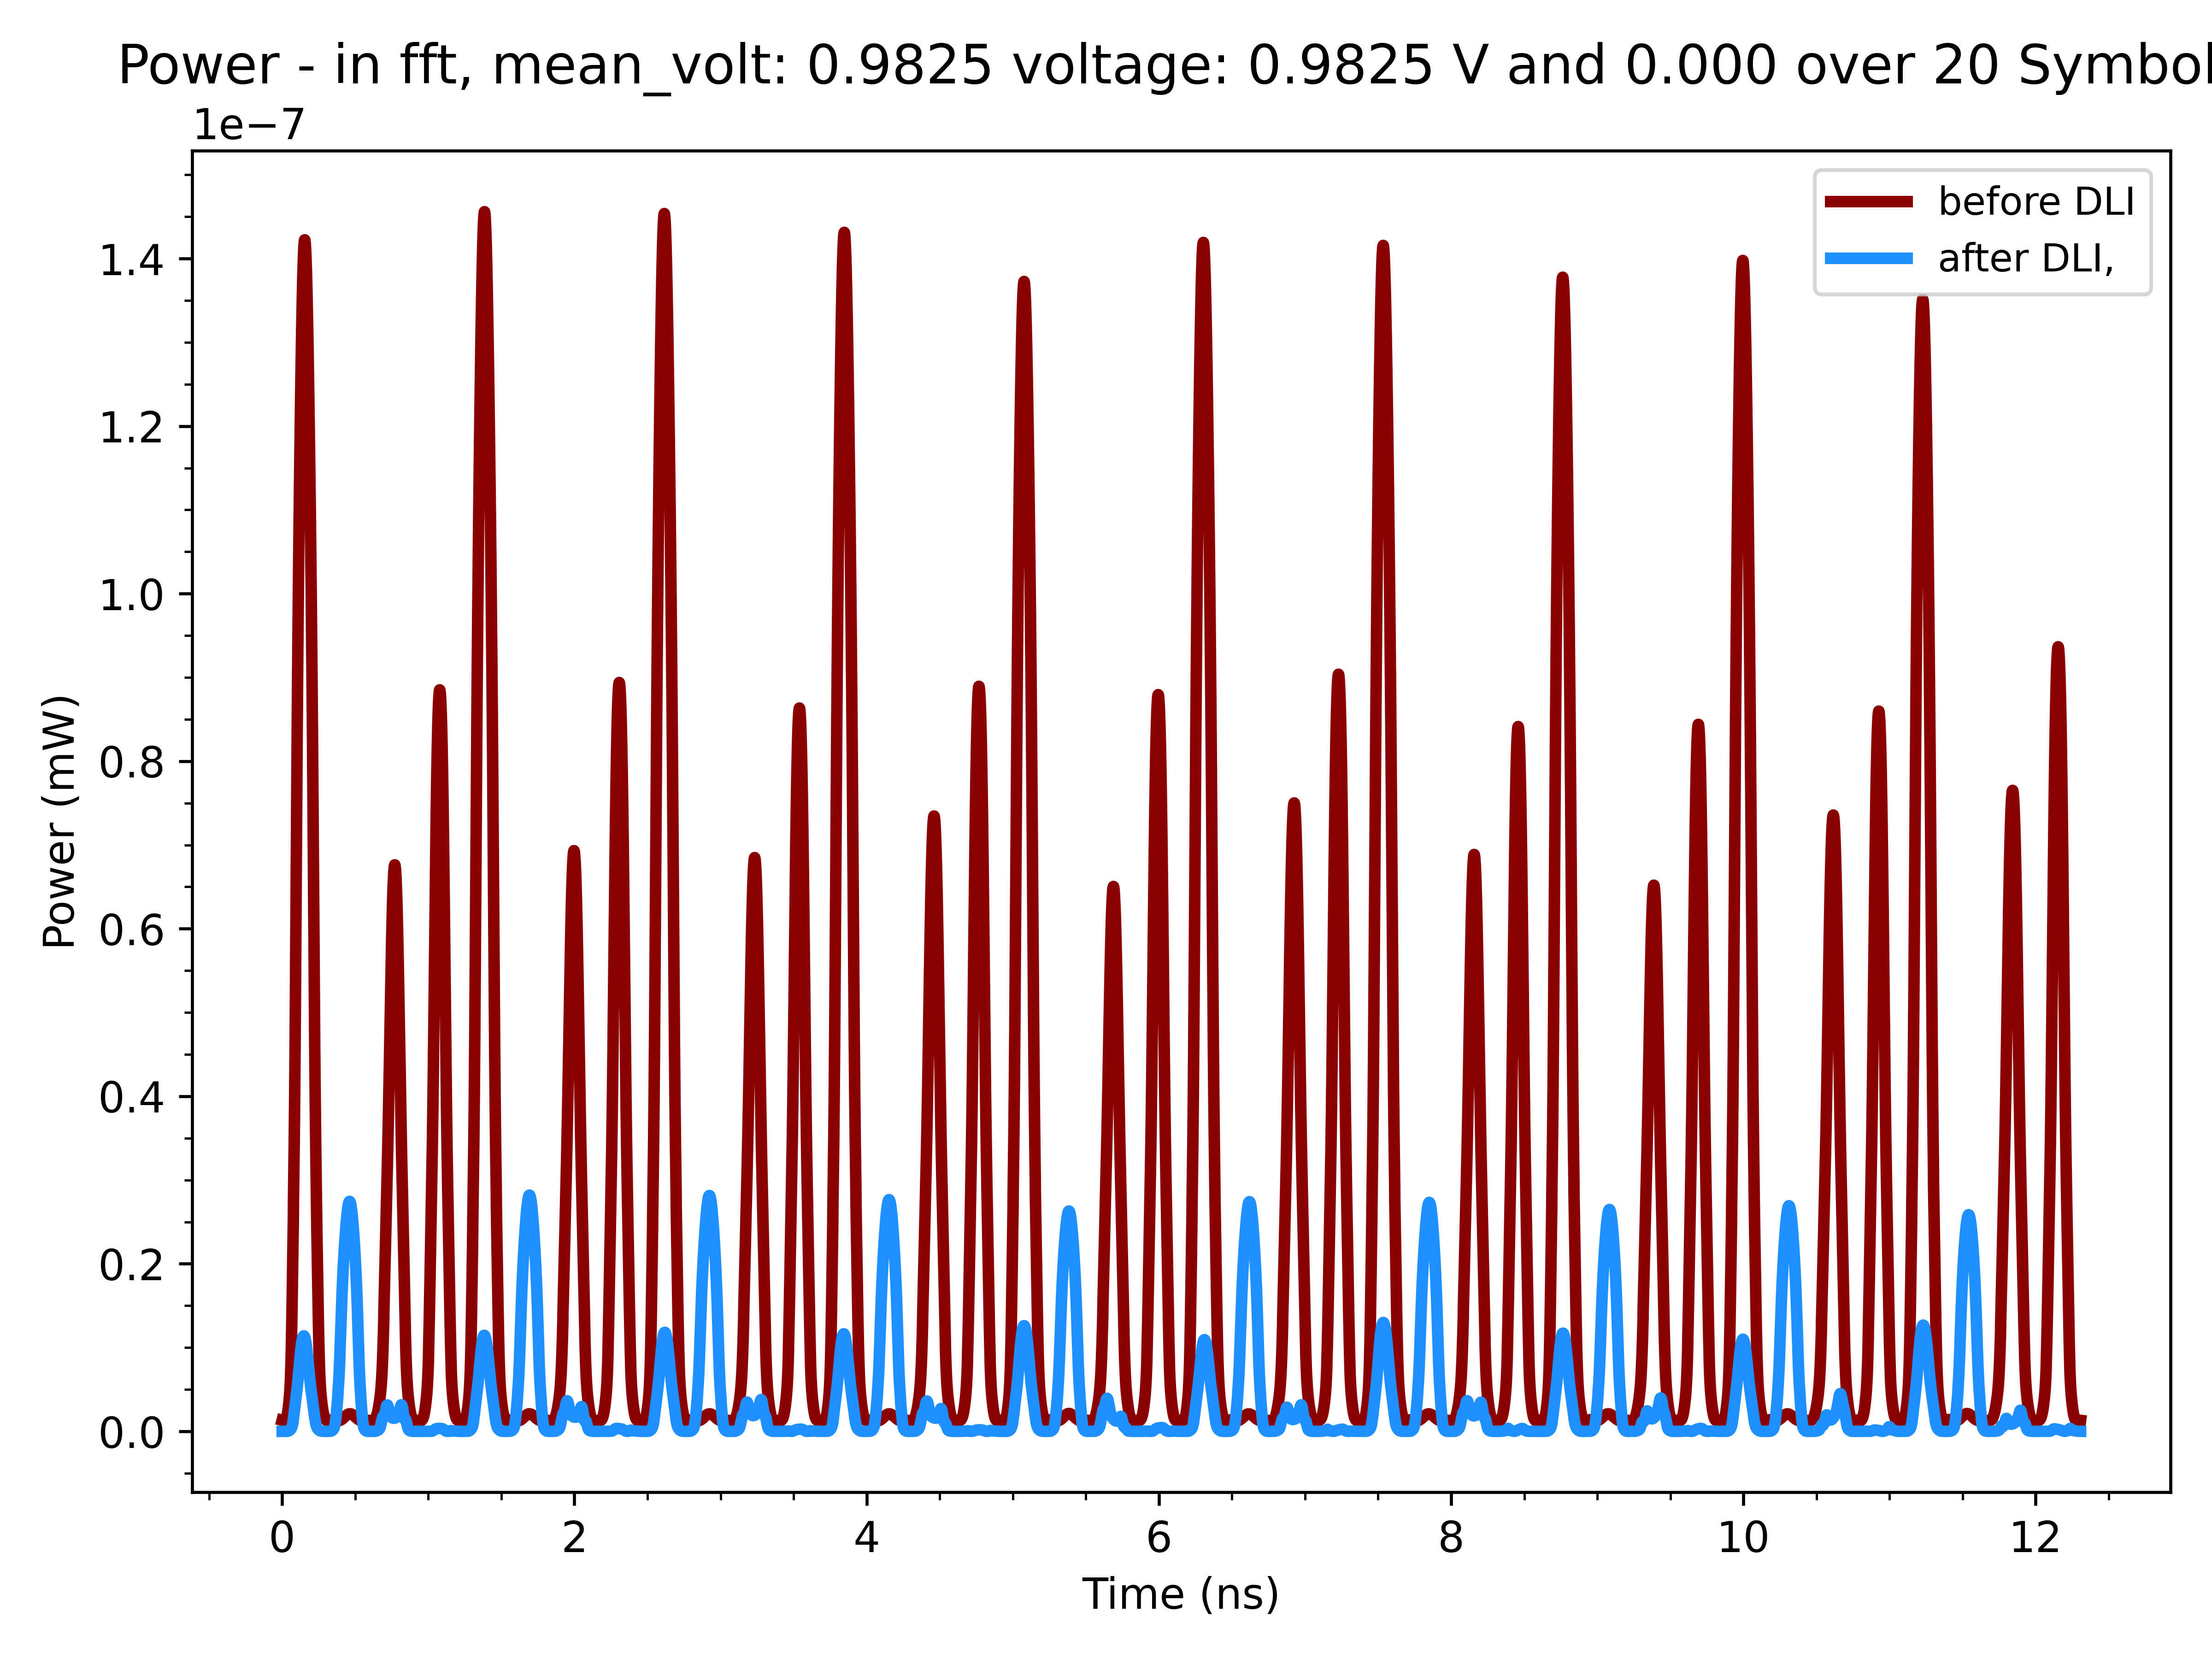 Power - in fft, mean_volt: 0.9825 voltage: 0.9825 V and 0.000 over 20 Symbol
1e−7
before DLI
after DLI,
1.4
1.2
1.0
0.8
0.6
0.4
0.2
0.0
Power (mW)
0 2 4 6 8 10 12
Time (ns)